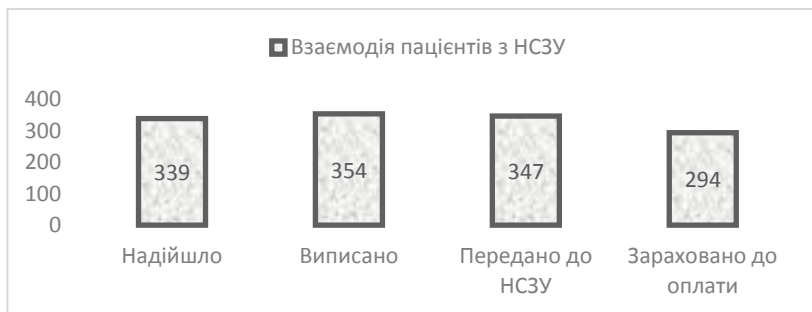 Взаємодія пацієнтів з НСЗУ
400
300
200
100
0
339
354
347
294
Надійшло
Виписано
Передано до
НСЗУ
Зараховано до
оплати